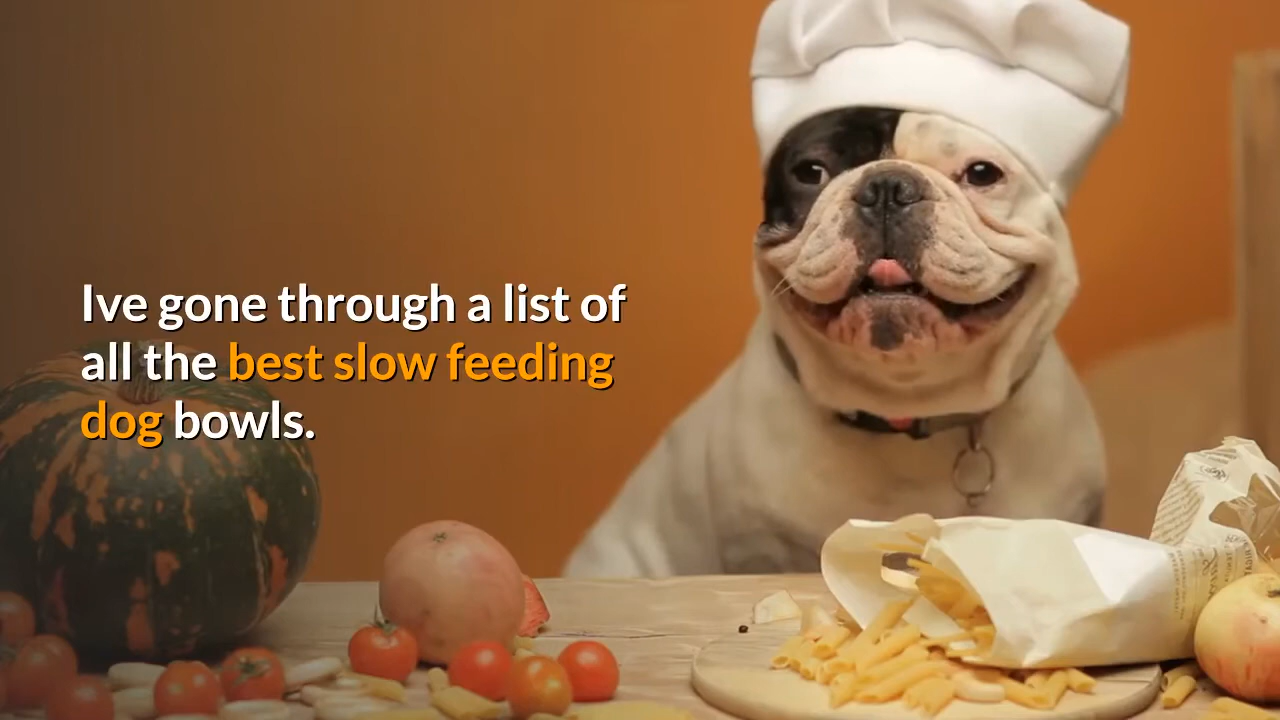 Ive gone through a list of
all the best slow feeding
dog bowls.